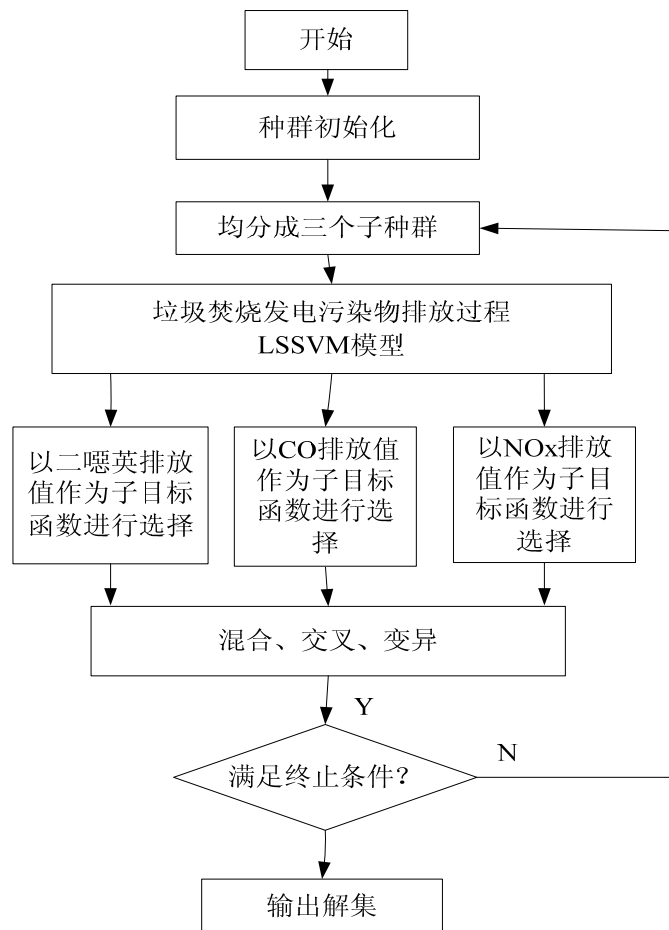 开始
种群初始化
均分成三个子种群
垃圾焚烧发电污染物排放过程
LSSVM模型
以二噁英排放
值作为子目标
函数进行选择
以CO排放值
作为子目标
函数进行选
择
以NOx排放
值作为子目
标函数进行
选择
混合、交叉、变异
Y
满足终止条件？
N
输出解集